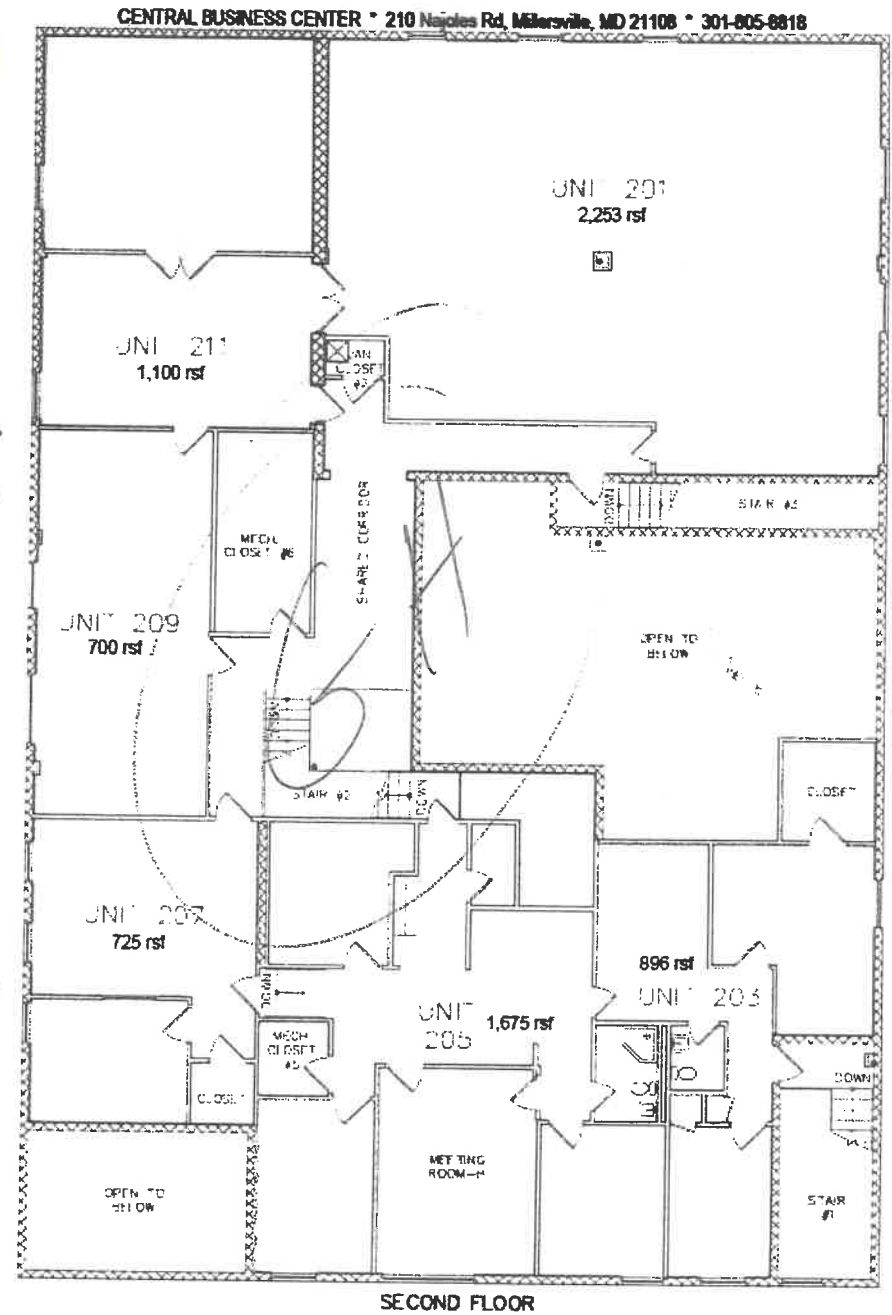 CENTRAL BUSINESS CENTER * 210 Najoles Rd, Millersville, MD 21108 * 301-805-8818
UNIT 201
2,253 rsf
UNIT 211
1,100 rsf
CLOSET
DOWN
STAIR #3
MECH
CLOSET #6
SHARED CORRIDOR
UNIT 209
700 rsf
OPEN TO
BELOW
CLOSET
STAIR #2
DOWN
UNIT 207
725 rsf
896 rsf
UNIT 203
DOWN
UNIT
205
1,675 rsf
MECH
CLOSET
#5
CLOSET
DOWN
MEETING
ROOM-H
OPEN TO
BELOW
STAIR
#1
SECOND FLOOR